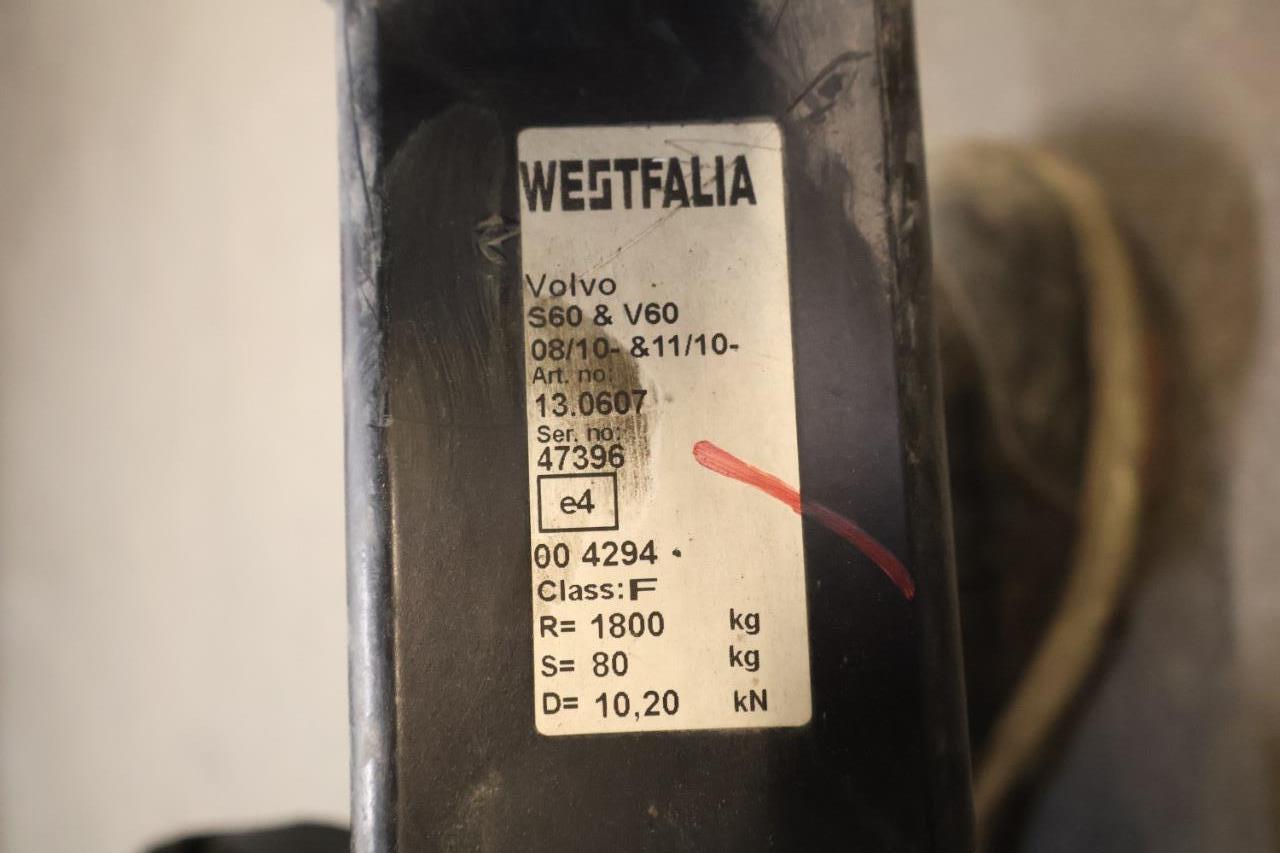 WESTFALIA
Volvo
S60 & V60
08/10- &11/10-
Art. no:
13.0607
Ser. no:
47396
e4
00 4294
Class:F
R= 1800 kg
S= 80 kg
D= 10,20 kN